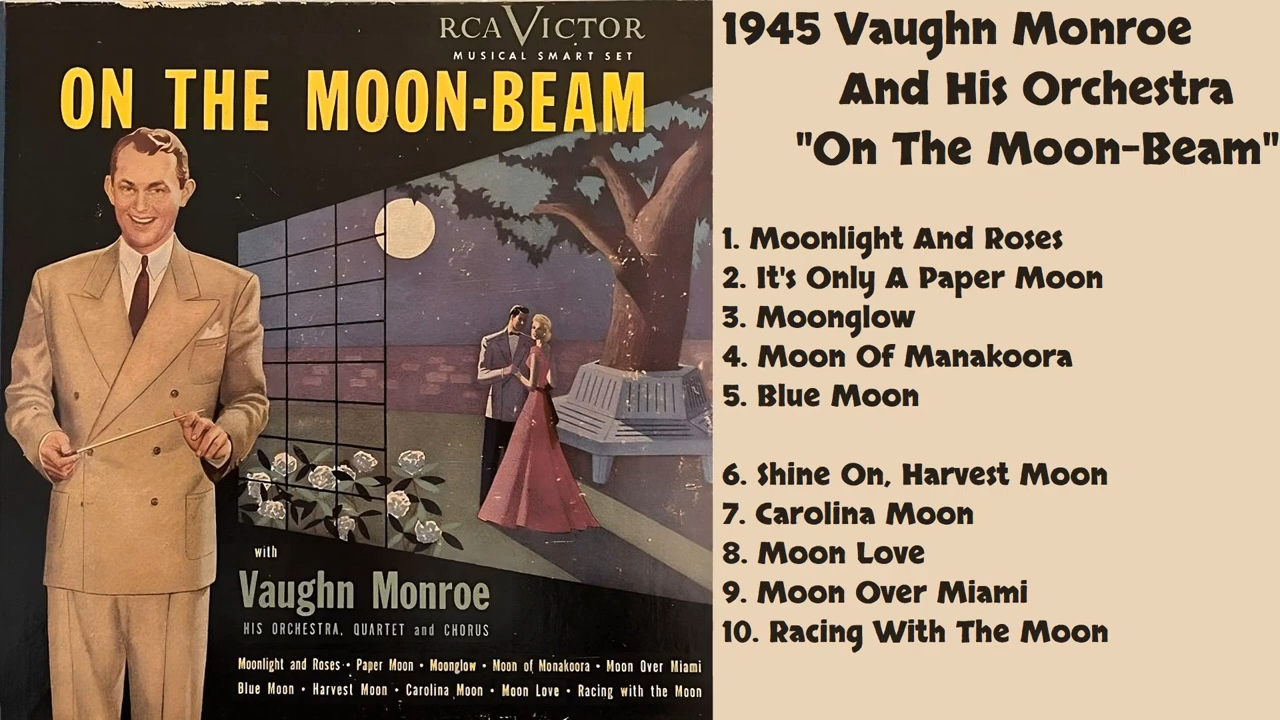 RCA VICTOR
MUSICAL SMART SET
ON THE MOON-BEAM
with
Vaughn Monroe
HIS ORCHESTRA, QUARTET and CHORUS
Moonlight and Roses • Paper Moon • Moonglow • Moon of Monakoora • Moon Over Miami
Blue Moon • Harvest Moon • Carolina Moon • Moon Love • Racing with the Moon
1945 Vaughn Monroe
And His Orchestra
"On The Moon-Beam"
1. Moonlight And Roses
2. It's Only A Paper Moon
3. Moonglow
4. Moon Of Manakoora
5. Blue Moon
6. Shine On, Harvest Moon
7. Carolina Moon
8. Moon Love
9. Moon Over Miami
10. Racing With The Moon